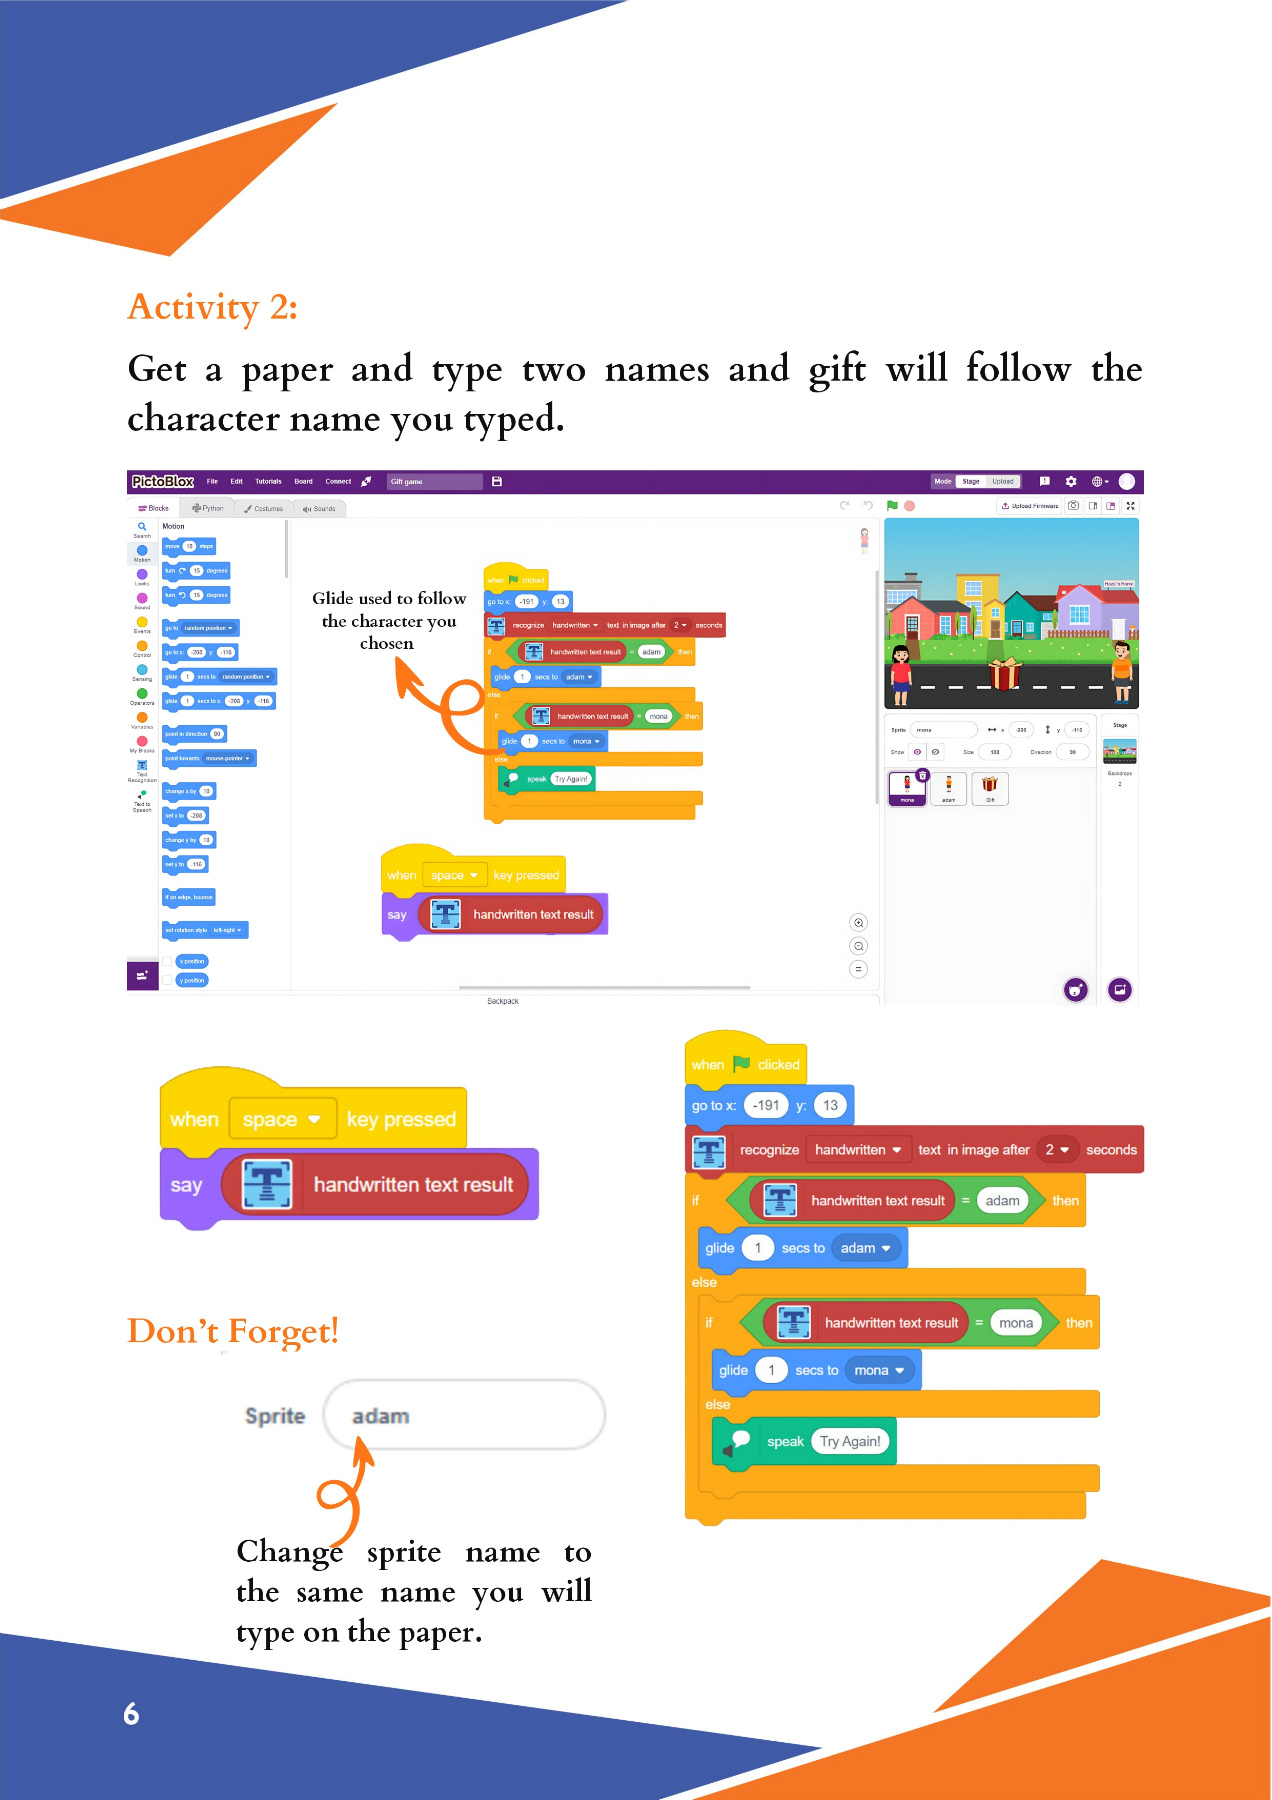 Activity 2:
Get a paper and type two names and gift will follow the
character name you typed.
PictoBlox File Edit Tutorials Board Connect Gift game Mode Stage Upload
Blocks Python Costumes Sounds Upload Firmware
Search
Motion
Looks
Sound
Events
Control
Sensing
Operators
Variables
My Blocks
Text
Recognition
Text to
Speech
Motion
move 10 steps
turn 15 degrees
turn 15 degrees
go to random position
go to x: -208 y: -116
glide 1 secs to random position
glide 1 secs to x: -208 y: -116
point in direction 90
point towards mouse-pointer
change x by 10
set x to -208
change y by 10
set y to -116
if on edge, bounce
set rotation style left-right
x position
y position
Glide used to follow
the character you
chosen
when clicked
go to x: -191 y: 13
recognize handwritten text in image after 2 seconds
if handwritten text result = adam then
glide 1 secs to adam
else
if handwritten text result = mona then
glide 1 secs to mona
else
speak Try Again!
when space key pressed
say handwritten text result
Backpack
Sprite mona x -208 y -116
Show Size 100 Direction 90
mona adam Gift
Stage
Backdrops
2
when space key pressed
say handwritten text result
when clicked
go to x: -191 y: 13
recognize handwritten text in image after 2 seconds
if handwritten text result = adam then
glide 1 secs to adam
else
if handwritten text result = mona then
glide 1 secs to mona
else
speak Try Again!
Don't Forget!
Sprite adam
Change sprite name to
the same name you will
type on the paper.
6